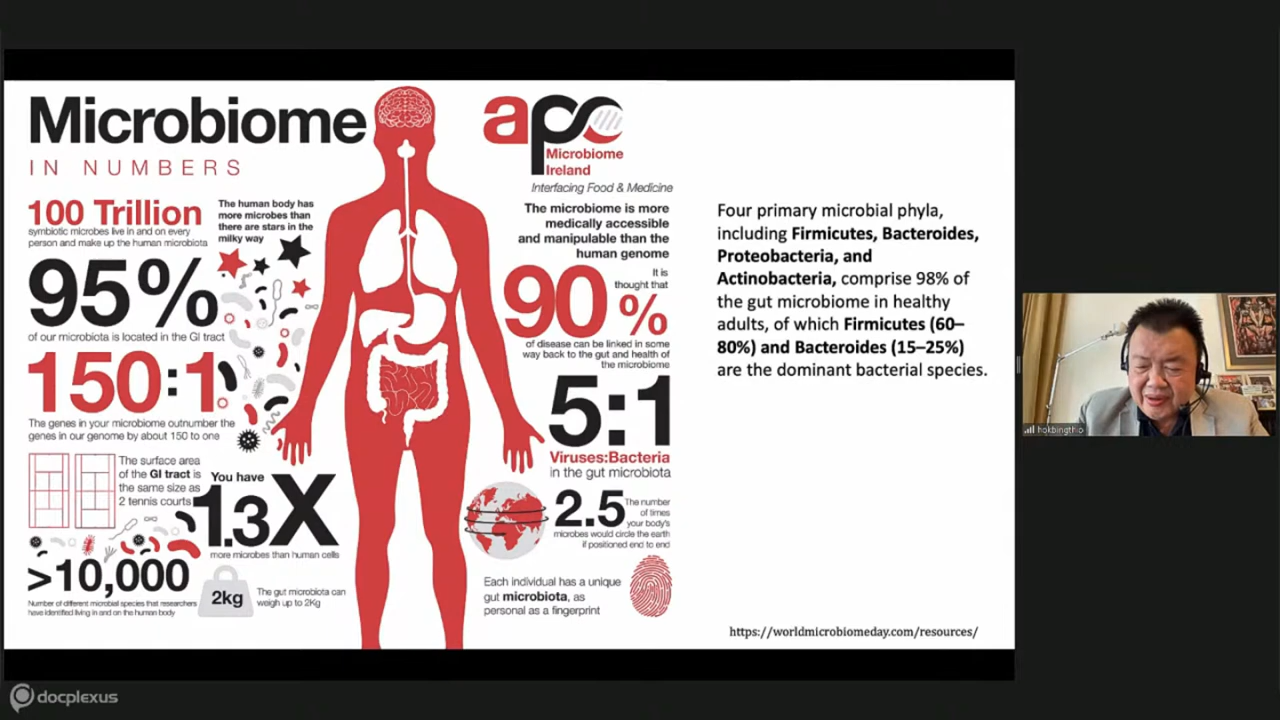 Microbiome
IN NUMBERS
apc
Microbiome
Ireland
Interfacing Food & Medicine
100 Trillion
symbiotic microbes live in and on every
person and make up the human microbiota
The human body has
more microbes than
there are stars in the
milky way
95%
of our microbiota is located in the GI tract
150:1
The genes in your microbiome outnumber the
genes in our genome by about 150 to one
The surface area
of the GI tract is
the same size as
2 tennis courts
You have
1.3X
more microbes than human cells
>10,000
Number of different microbial species that researchers
have identified living in and on the human body
2kg
The gut microbiota can
weigh up to 2Kg
The microbiome is more
medically accessible
and manipulable than the
human genome
It is
thought that
90%
of disease can be linked in some
way back to the gut and health of
the microbiome
5:1
Viruses:Bacteria
in the gut microbiota
2.5
The number
of times
your body's
microbes would circle the earth
if positioned end to end
Each individual has a unique
gut microbiota, as
personal as a fingerprint
Four primary microbial phyla,
including Firmicutes, Bacteroides,
Proteobacteria, and
Actinobacteria, comprise 98% of
the gut microbiome in healthy
adults, of which Firmicutes (60–
80%) and Bacteroides (15–25%)
are the dominant bacterial species.
https://worldmicrobiomeday.com/resources/
hokbingthio
docplexus